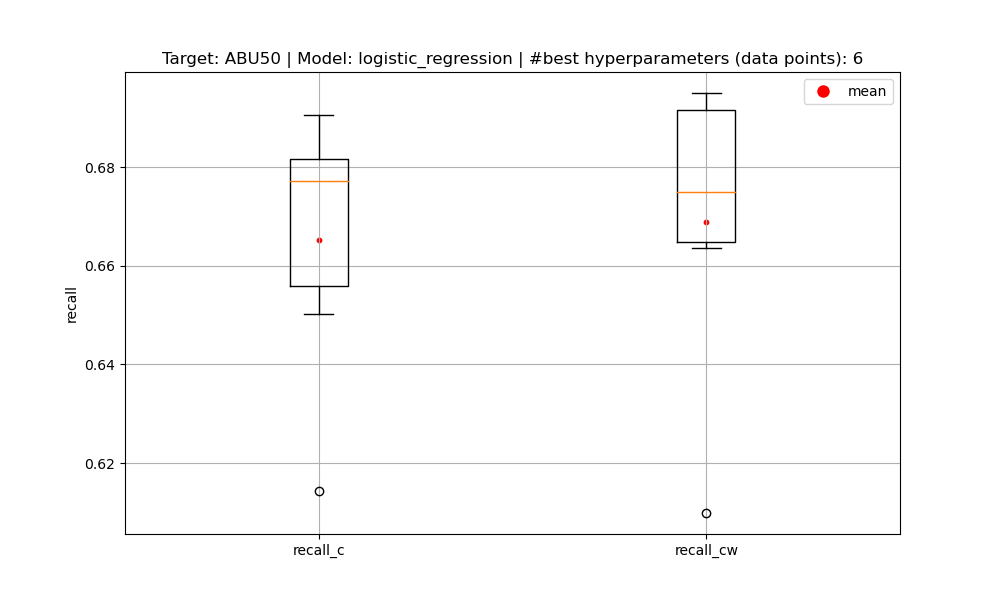 Target: ABU50 | Model: logistic_regression | #best hyperparameters (data points): 6
mean
0.68
0.66
0.64
0.62
recall
recall_c
recall_cw